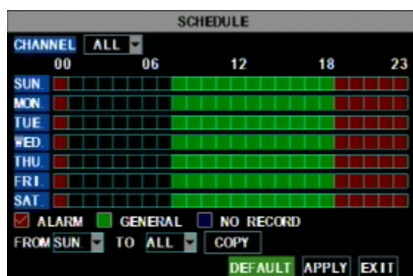 SCHEDULE
CHANNEL ALL
00 06 12 18 23
SUN.
MON.
TUE.
WED.
THU.
FRI.
SAT.
ALARM GENERAL NO RECORD
FROM SUN TO ALL COPY
DEFAULT APPLY EXIT